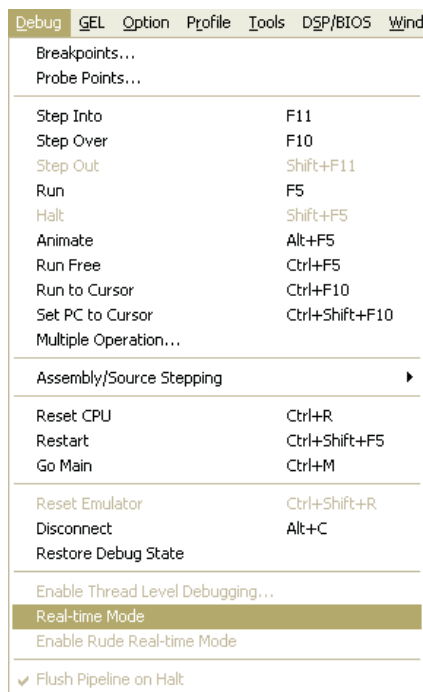 Debug GEL Option Profile Tools DSP/BIOS Wind
Breakpoints...
Probe Points...
Step Into F11
Step Over F10
Step Out Shift+F11
Run F5
Halt Shift+F5
Animate Alt+F5
Run Free Ctrl+F5
Run to Cursor Ctrl+F10
Set PC to Cursor Ctrl+Shift+F10
Multiple Operation...
Assembly/Source Stepping
Reset CPU Ctrl+R
Restart Ctrl+Shift+F5
Go Main Ctrl+M
Reset Emulator Ctrl+Shift+R
Disconnect Alt+C
Restore Debug State
Enable Thread Level Debugging...
Real-time Mode
Enable Rude Real-time Mode
Flush Pipeline on Halt